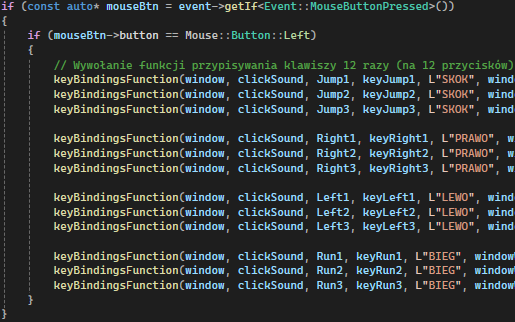 if (const auto* mouseBtn = event->getIf<Event::MouseButtonPressed>())
{
if (mouseBtn->button == Mouse::Button::Left)
{
// Wywołanie funkcji przypisywania klawiszy 12 razy (na 12 przycisków)
keyBindingsFunction(window, clickSound, Jump1, keyJump1, L"SKOK", wind
keyBindingsFunction(window, clickSound, Jump2, keyJump2, L"SKOK", wind
keyBindingsFunction(window, clickSound, Jump3, keyJump3, L"SKOK", wind
keyBindingsFunction(window, clickSound, Right1, keyRight1, L"PRAWO", w
keyBindingsFunction(window, clickSound, Right2, keyRight2, L"PRAWO", w
keyBindingsFunction(window, clickSound, Right3, keyRight3, L"PRAWO", w
keyBindingsFunction(window, clickSound, Left1, keyLeft1, L"LEWO", wind
keyBindingsFunction(window, clickSound, Left2, keyLeft2, L"LEWO", wind
keyBindingsFunction(window, clickSound, Left3, keyLeft3, L"LEWO", wind
keyBindingsFunction(window, clickSound, Run1, keyRun1, L"BIEG", window
keyBindingsFunction(window, clickSound, Run2, keyRun2, L"BIEG", window
keyBindingsFunction(window, clickSound, Run3, keyRun3, L"BIEG", window
}
}